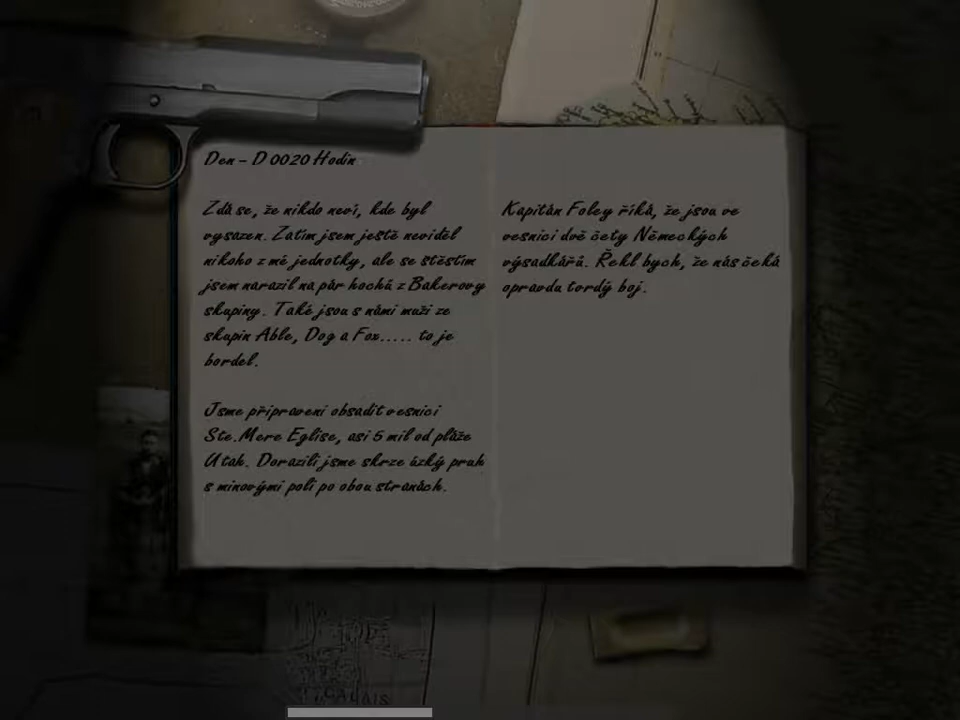 Den - D 0020 Hodin
Zdá se, že nikdo neví, kde byl
vysazen. Zatím jsem ještě neviděl
nikoho z mé jednotky, ale se štěstím
jsem narazil na pár hochů z Bakerovy
skupiny. Také jsou s námi muži ze
skupin Able, Dog a Fox..... to je
bordel.
Jsme připraveni obsadit vesnici
Ste.Mere Eglise, asi 5 mil od pláže
Utah. Dorazili jsme skrze úzký pruh
s minovými poli po obou stranách.
Kapitán Foley říká, že jsou ve
vesnici dvě čety Německých
výsadkářů. Řekl bych, že nás čeká
opravdu tvrdý boj.
CALAIS